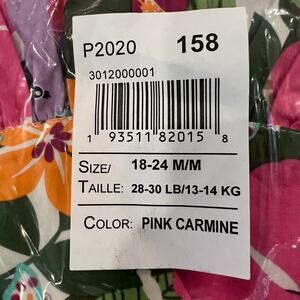 P2020 158
3012000001
1 93511 82015 8
SIZE/ 18-24 M/M
TAILLE: 28-30 LB/13-14 KG
COLOR: PINK CARMINE